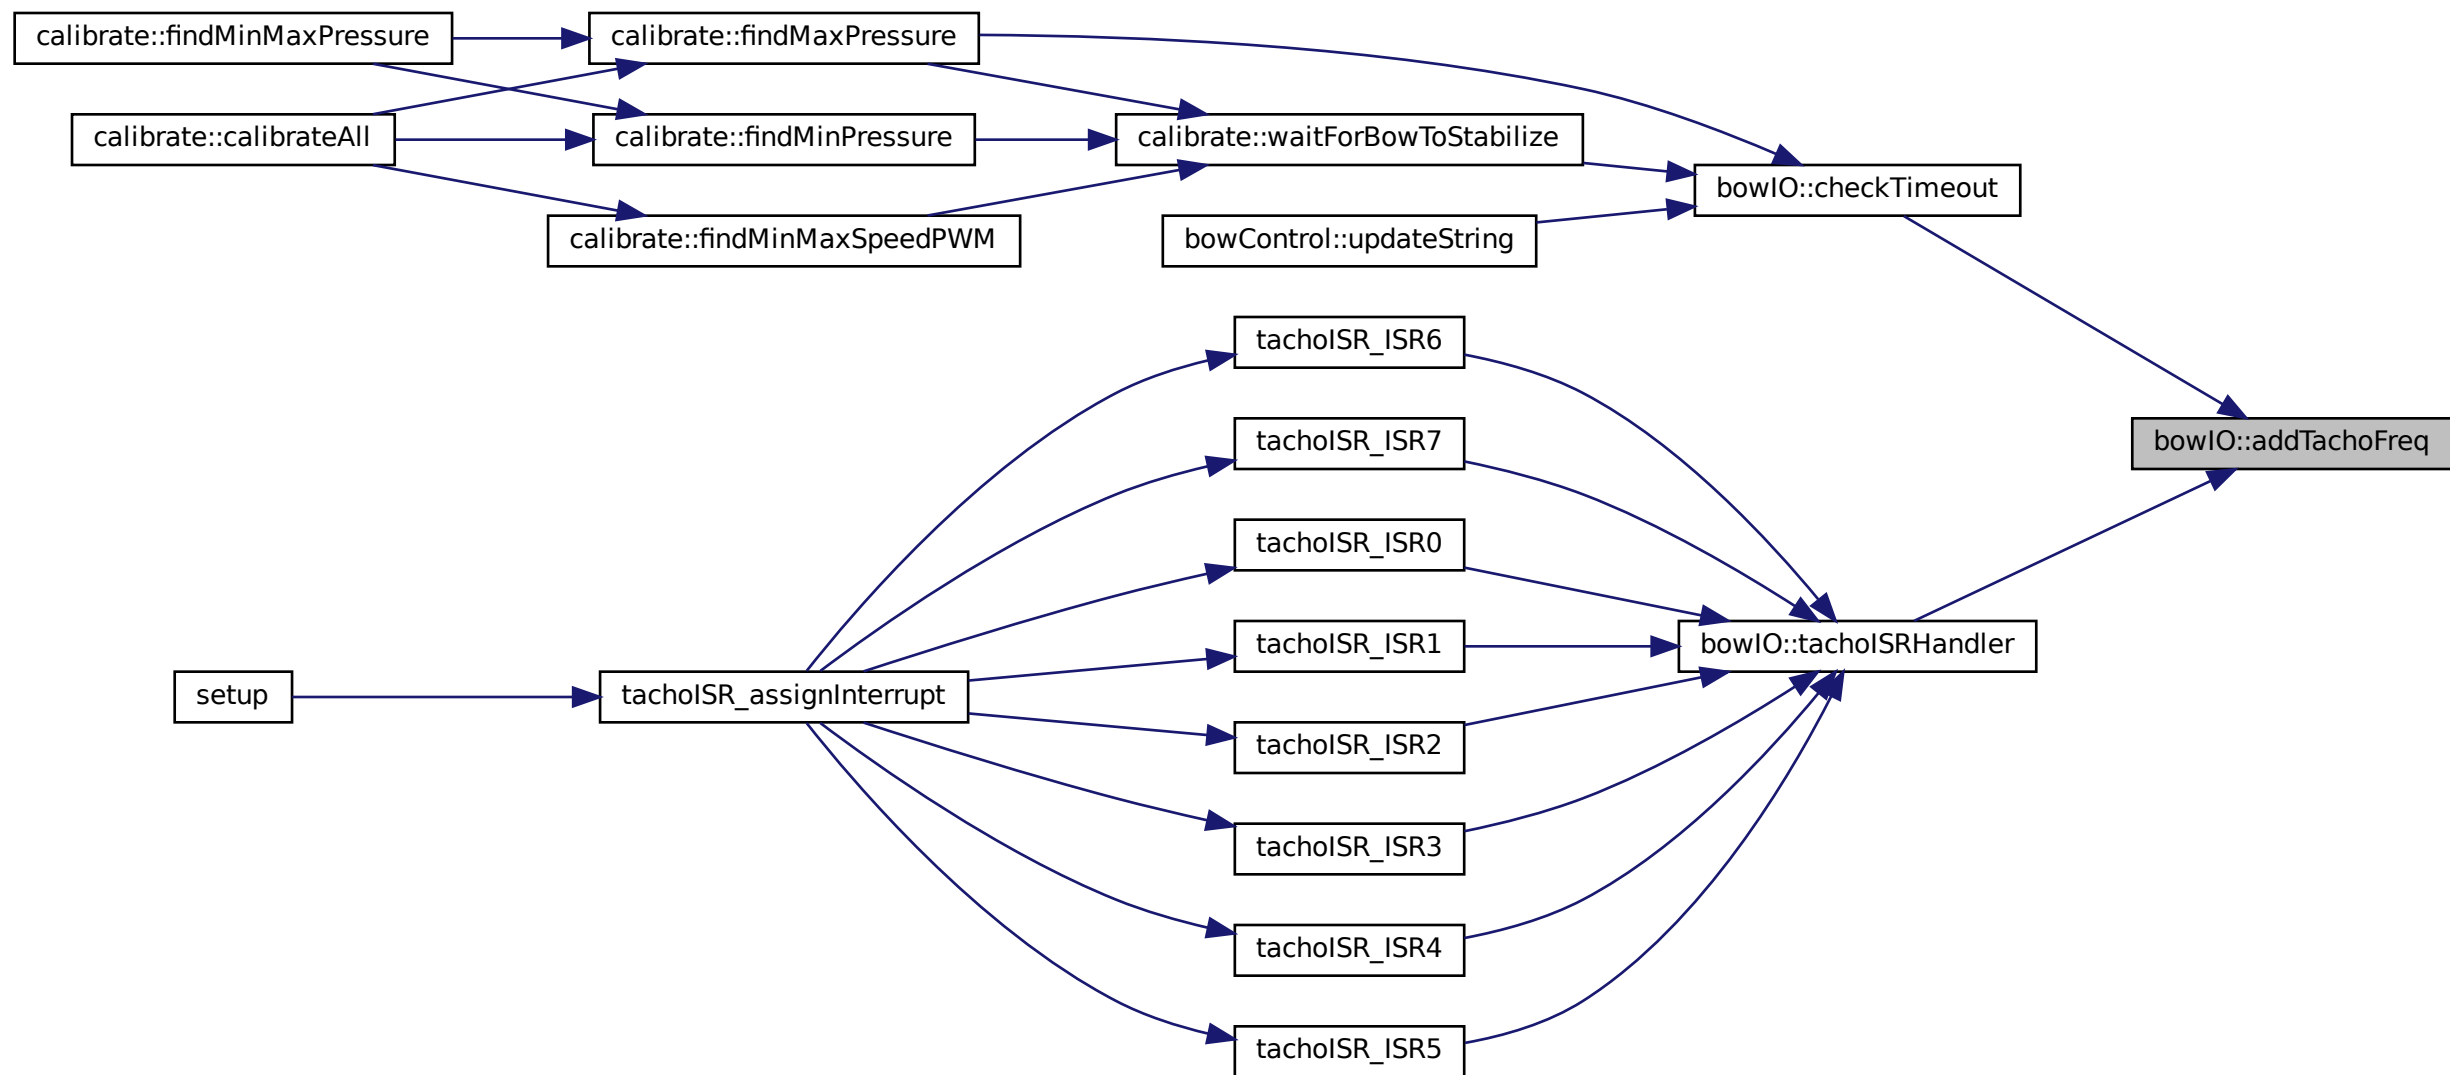 calibrate::findMinMaxPressure
calibrate::findMaxPressure
calibrate::calibrateAll
calibrate::findMinPressure
calibrate::waitForBowToStabilize
bowIO::checkTimeout
calibrate::findMinMaxSpeedPWM
bowControl::updateString
tachoISR_ISR6
tachoISR_ISR7
bowIO::addTachoFreq
tachoISR_ISR0
tachoISR_ISR1
bowIO::tachoISRHandler
setup
tachoISR_assignInterrupt
tachoISR_ISR2
tachoISR_ISR3
tachoISR_ISR4
tachoISR_ISR5